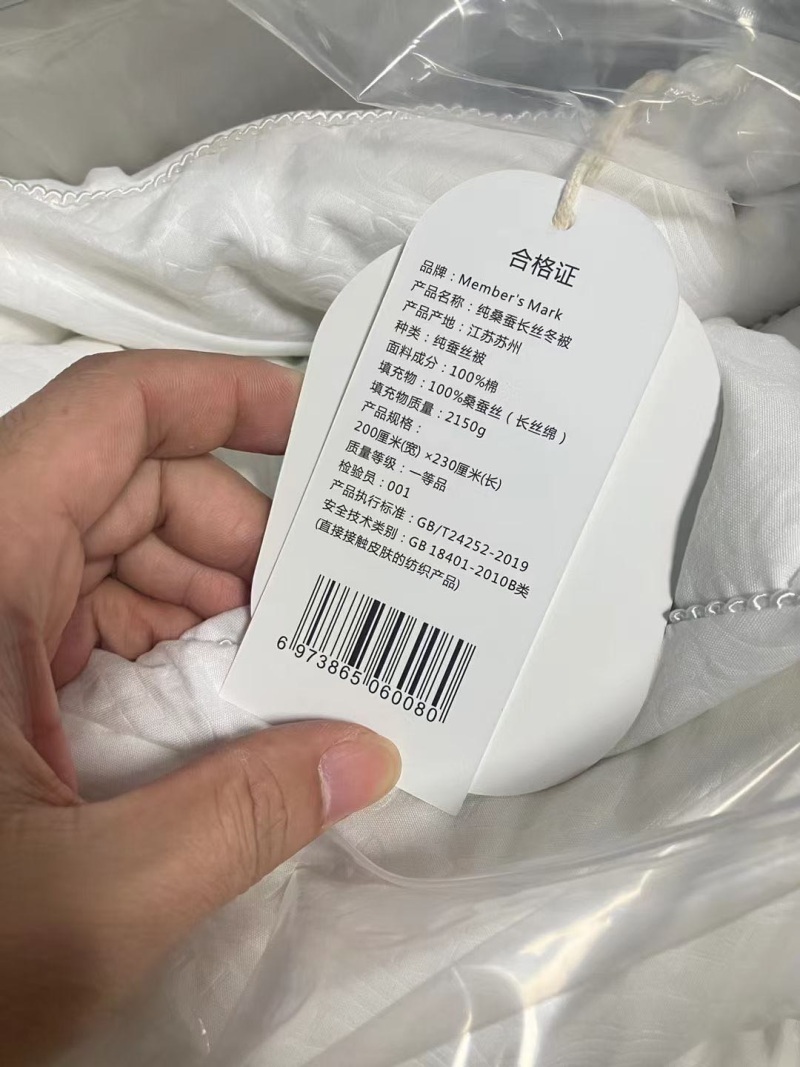 合格证
品牌：Member's Mark
产品名称：纯桑蚕长丝冬被
产品产地：江苏苏州
种类：纯蚕丝被
面料成分：100%棉
填充物：100%桑蚕丝（长丝绵）
填充物质量：2150g
产品规格：
200厘米(宽) ×230厘米(长)
质量等级：一等品
检验员：001
产品执行标准：GB/T24252-2019
安全技术类别：GB 18401-2010B类
(直接接触皮肤的纺织产品)
6 973865 060080